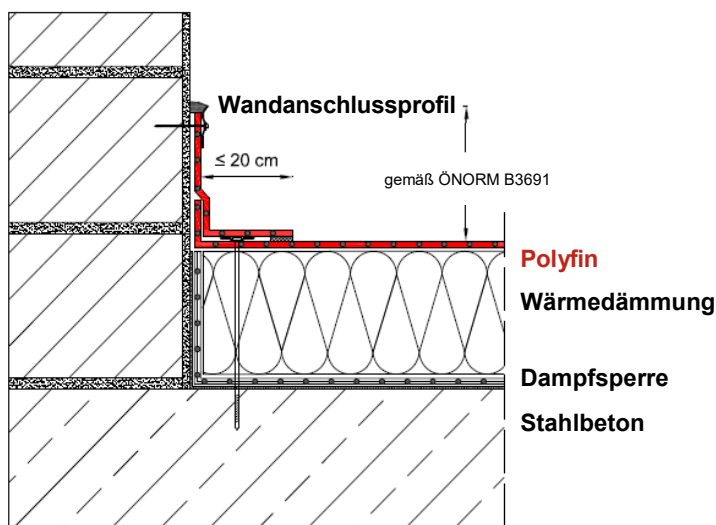 Wandanschlussprofil
≤ 20 cm
gemäß ÖNORM B3691
Polyfin
Wärmedämmung
Dampfsperre
Stahlbeton